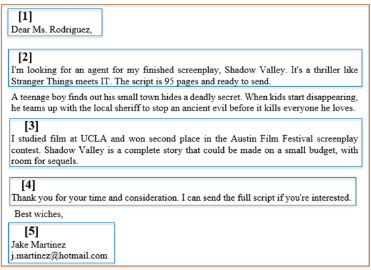 [1]
Dear Ms. Rodriguez,
[2]
I'm looking for an agent for my finished screenplay, Shadow Valley. It's a thriller like
Stranger Things meets IT. The script is 95 pages and ready to send.
A teenage boy finds out his small town hides a deadly secret. When kids start disappearing,
he teams up with the local sheriff to stop an ancient evil before it kills everyone he loves.
[3]
I studied film at UCLA and won second place in the Austin Film Festival screenplay
contest. Shadow Valley is a complete story that could be made on a small budget, with
room for sequels.
[4]
Thank you for your time and consideration. I can send the full script if you're interested.
Best wiches,
[5]
Jake Martinez
j.martinez@hotmail.com